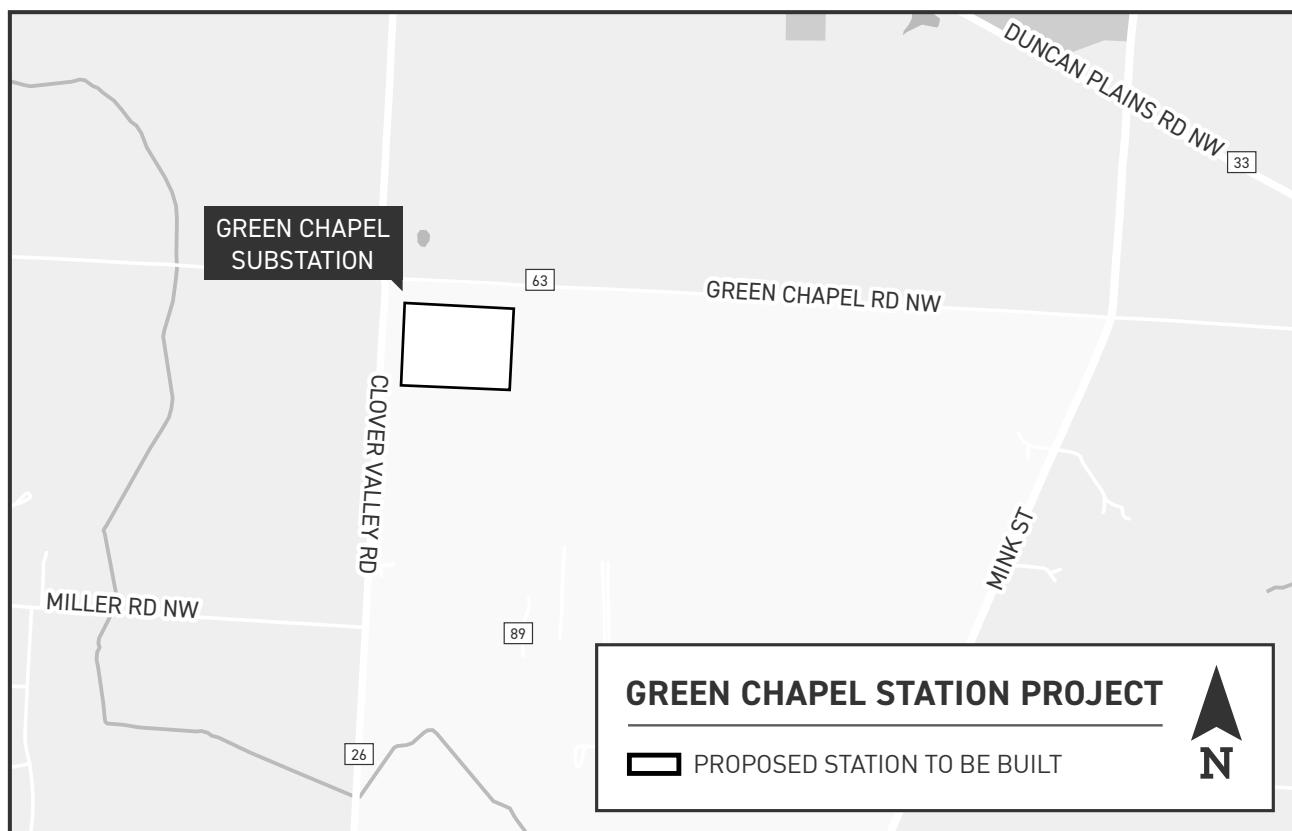 DUNCAN PLAINS RD NW
33
GREEN CHAPEL
SUBSTATION
63
GREEN CHAPEL RD NW
CLOVER VALLEY RD
MINK ST
MILLER RD NW
89
26
GREEN CHAPEL STATION PROJECT
PROPOSED STATION TO BE BUILT
N